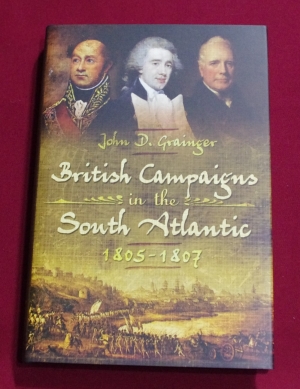 John D. Grainger
British Campaigns
in the
South Atlantic
1805-1807